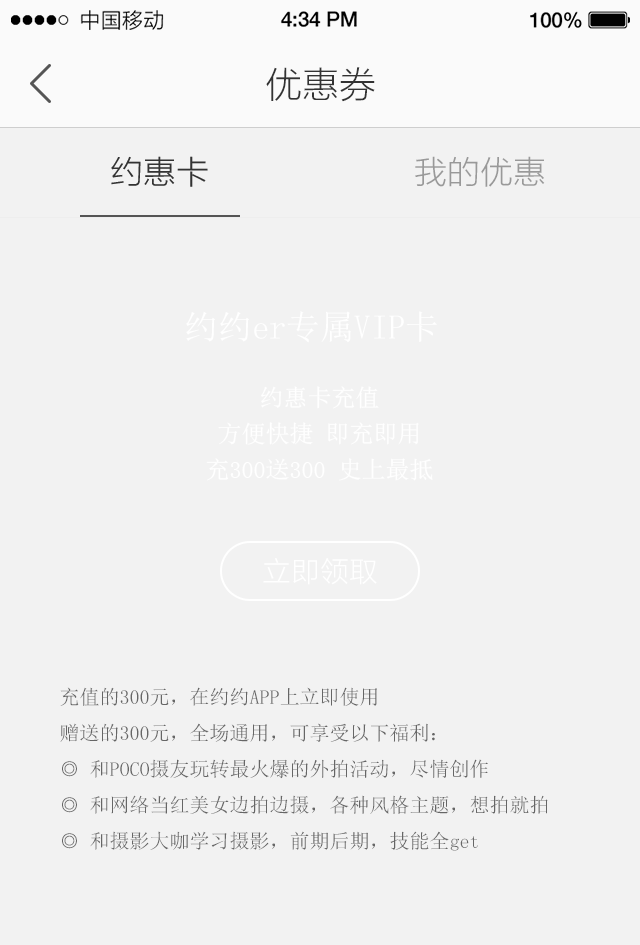 中国移动 4:34 PM 100%
优惠券
约惠卡 我的优惠
约约er专属VIP卡
约惠卡充值
方便快捷 即充即用
充300送300 史上最抵
立即领取
充值的300元，在约约APP上立即使用
赠送的300元，全场通用，可享受以下福利：
◎ 和POCO摄友玩转最火爆的外拍活动，尽情创作
◎ 和网络当红美女边拍边摄，各种风格主题，想拍就拍
◎ 和摄影大咖学习摄影，前期后期，技能全get